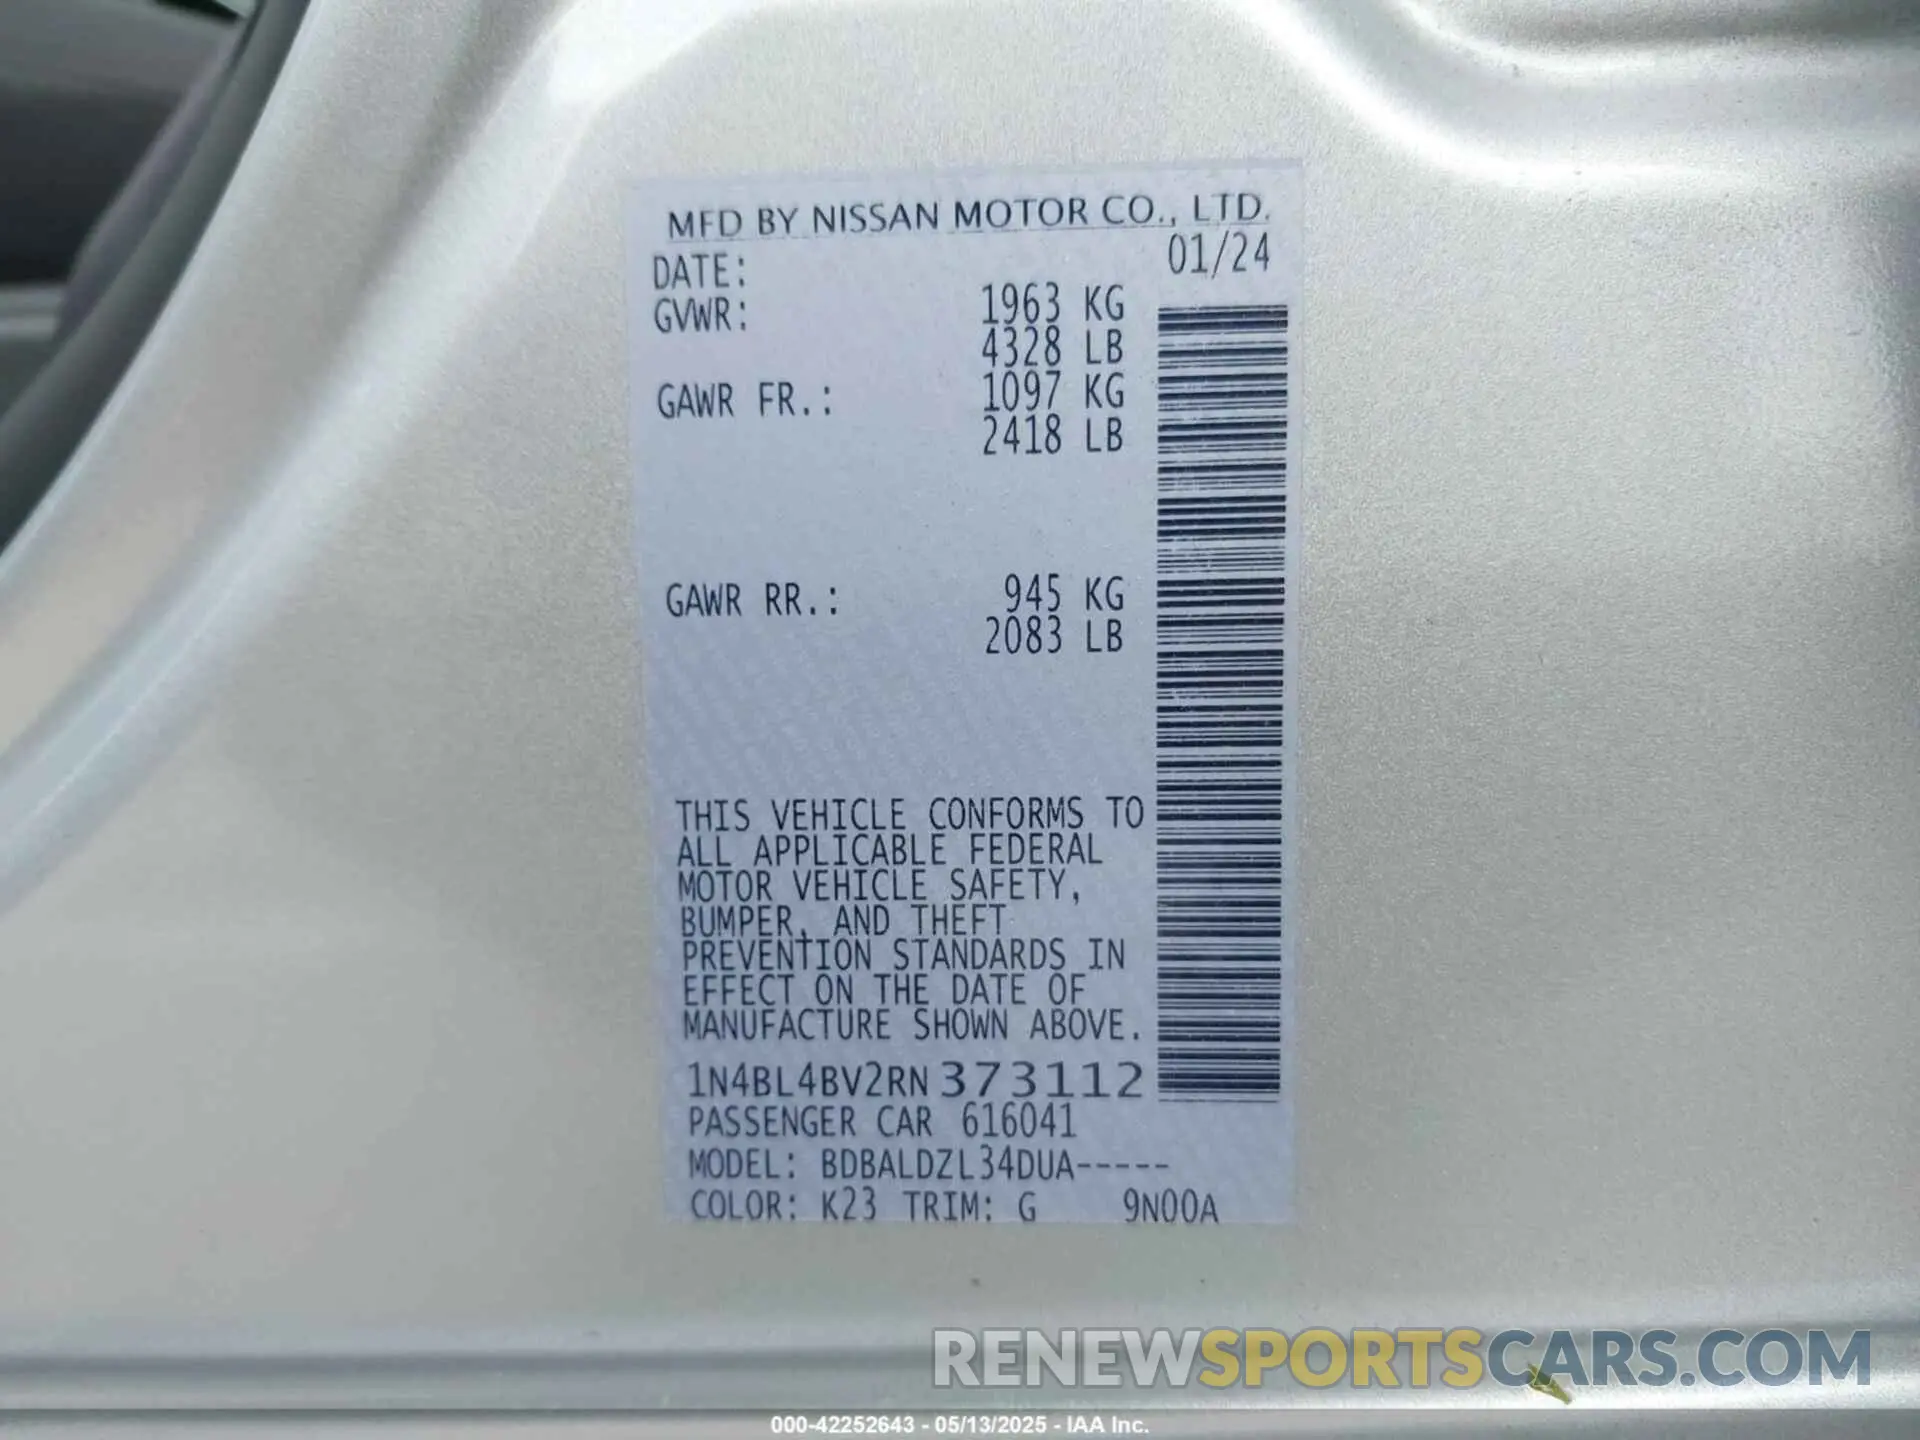 MFD BY NISSAN MOTOR CO., LTD.
DATE: 01/24
GVWR: 1963 KG
4328 LB
GAWR FR.: 1097 KG
2418 LB
GAWR RR.: 945 KG
2083 LB
THIS VEHICLE CONFORMS TO
ALL APPLICABLE FEDERAL
MOTOR VEHICLE SAFETY,
BUMPER, AND THEFT
PREVENTION STANDARDS IN
EFFECT ON THE DATE OF
MANUFACTURE SHOWN ABOVE.
1N4BL4BV2RN373112
PASSENGER CAR 616041
MODEL: BDBALDZL34DUA-----
COLOR: K23 TRIM: G 9N00A
RENEWSPORTSCARS.COM
000-42252643 - 05/13/2025 - IAA Inc.